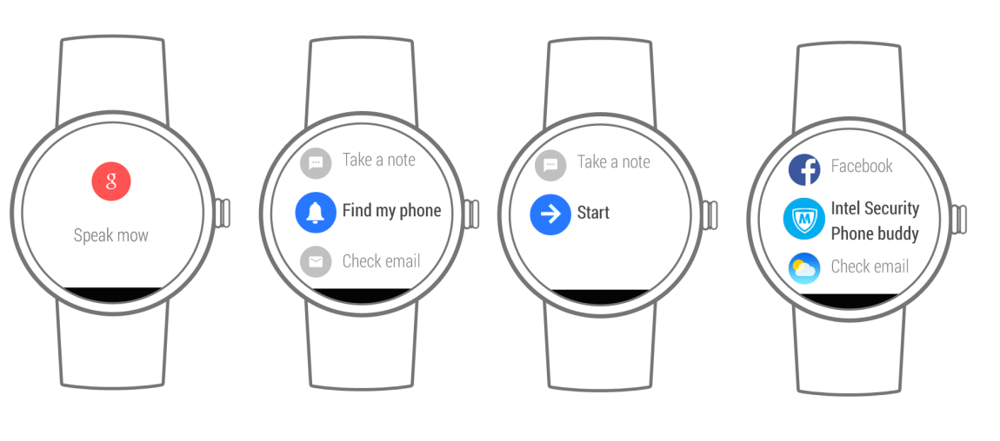 g
Speak mow
Take a note
Find my phone
Check email
Take a note
Start
f
Facebook
M
Intel Security
Phone buddy
Check email